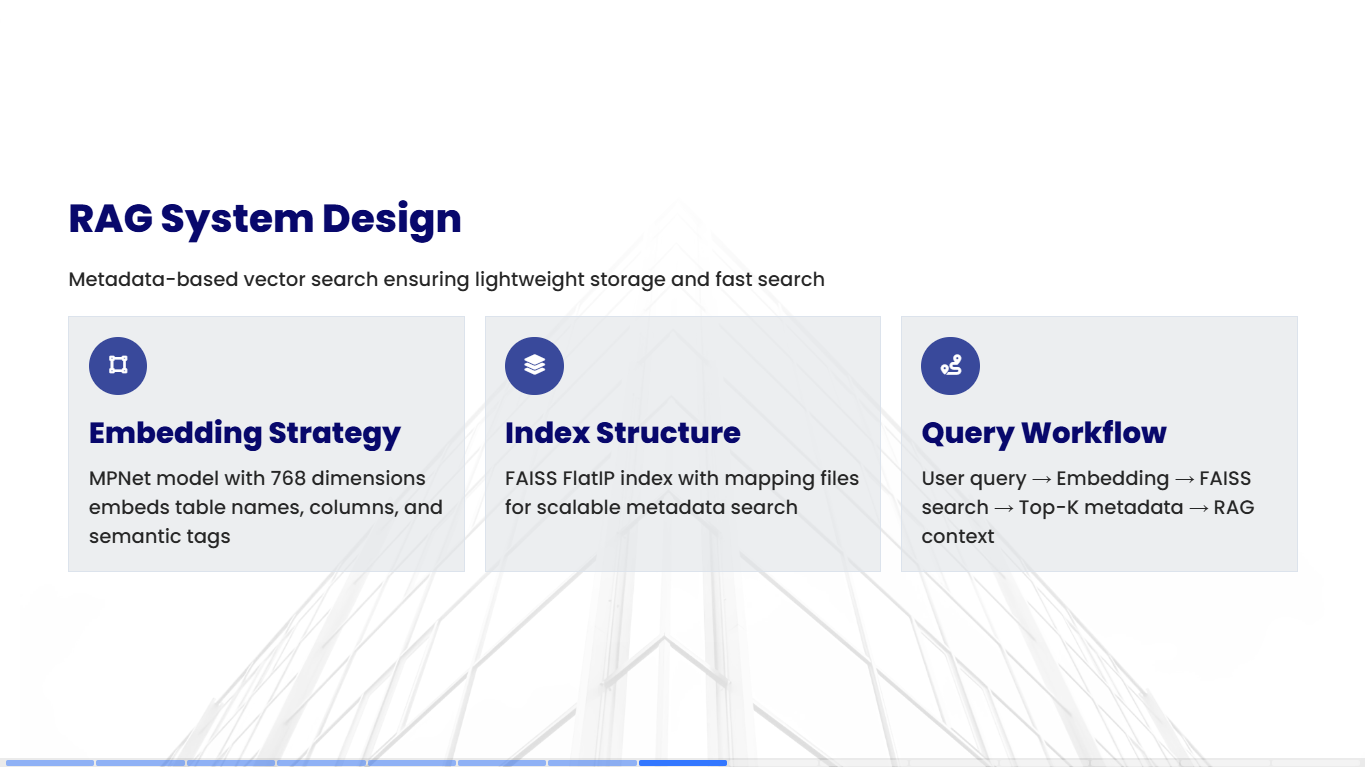 RAG System Design
Metadata-based vector search ensuring lightweight storage and fast search
Embedding Strategy
MPNet model with 768 dimensions
embeds table names, columns, and
semantic tags
Index Structure
FAISS FlatIP index with mapping files
for scalable metadata search
Query Workflow
User query → Embedding → FAISS
search → Top-K metadata → RAG
context